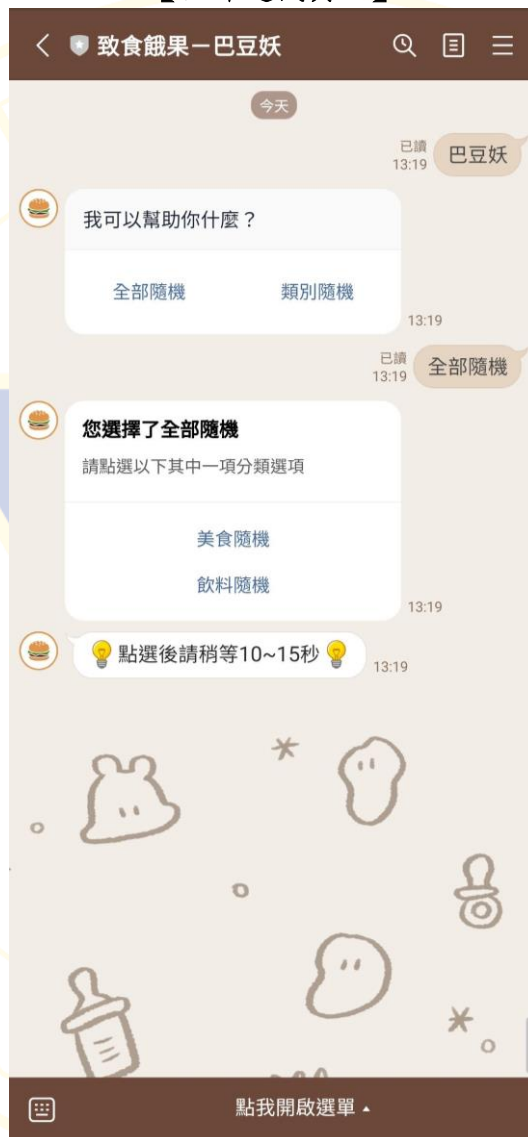 致食餓果－巴豆妖
今天
已讀
13:19
巴豆妖
我可以幫助你什麼？
全部隨機 類別隨機
13:19
已讀
13:19
全部隨機
您選擇了全部隨機
請點選以下其中一項分類選項
美食隨機
飲料隨機
13:19
💡點選後請稍等10~15秒💡
13:19
點我開啟選單